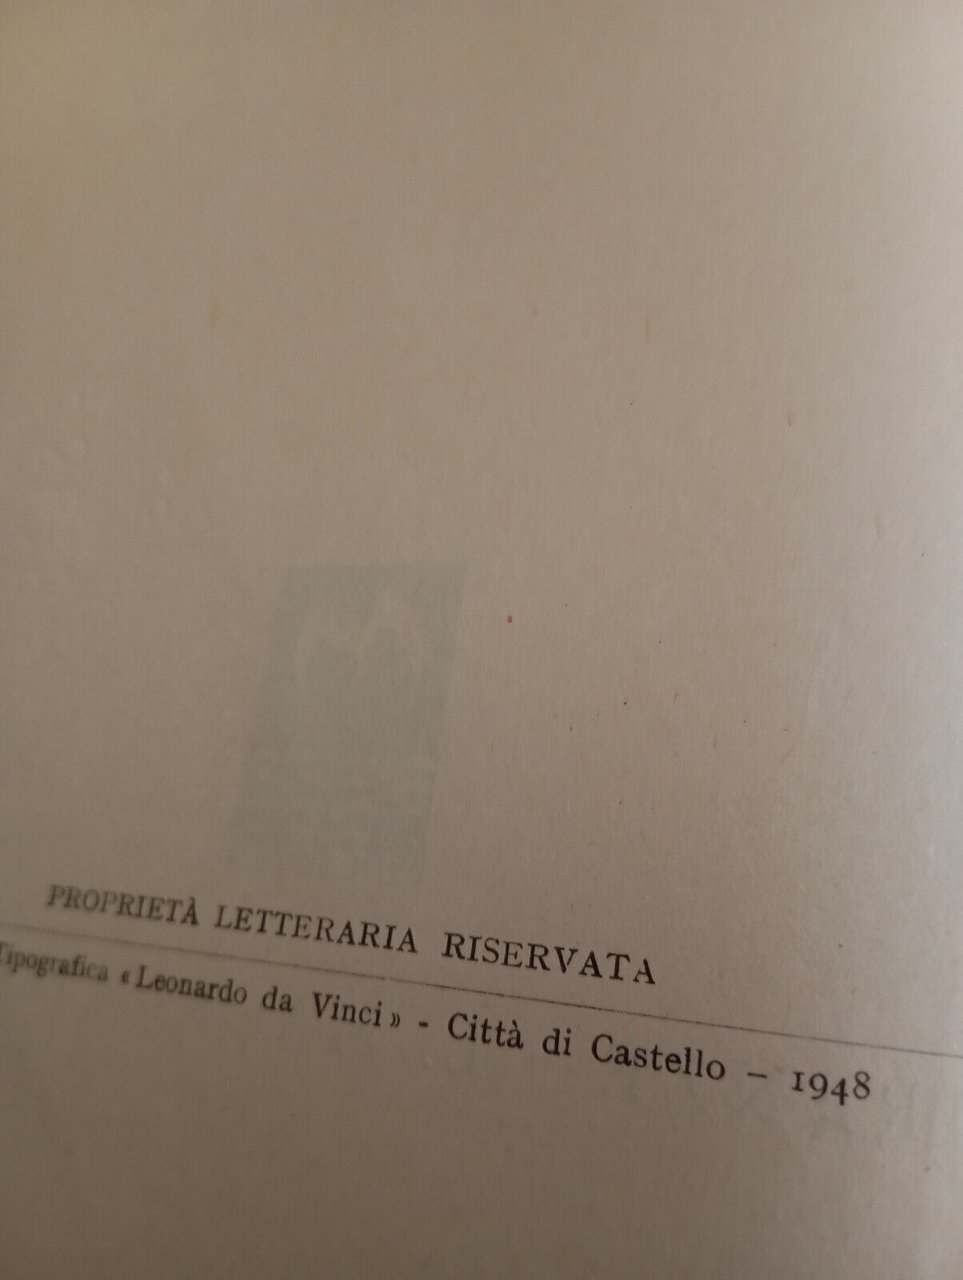 PROPRIETÀ LETTERARIA RISERVATA
Tipografica « Leonardo da Vinci » - Città di Castello – 1948